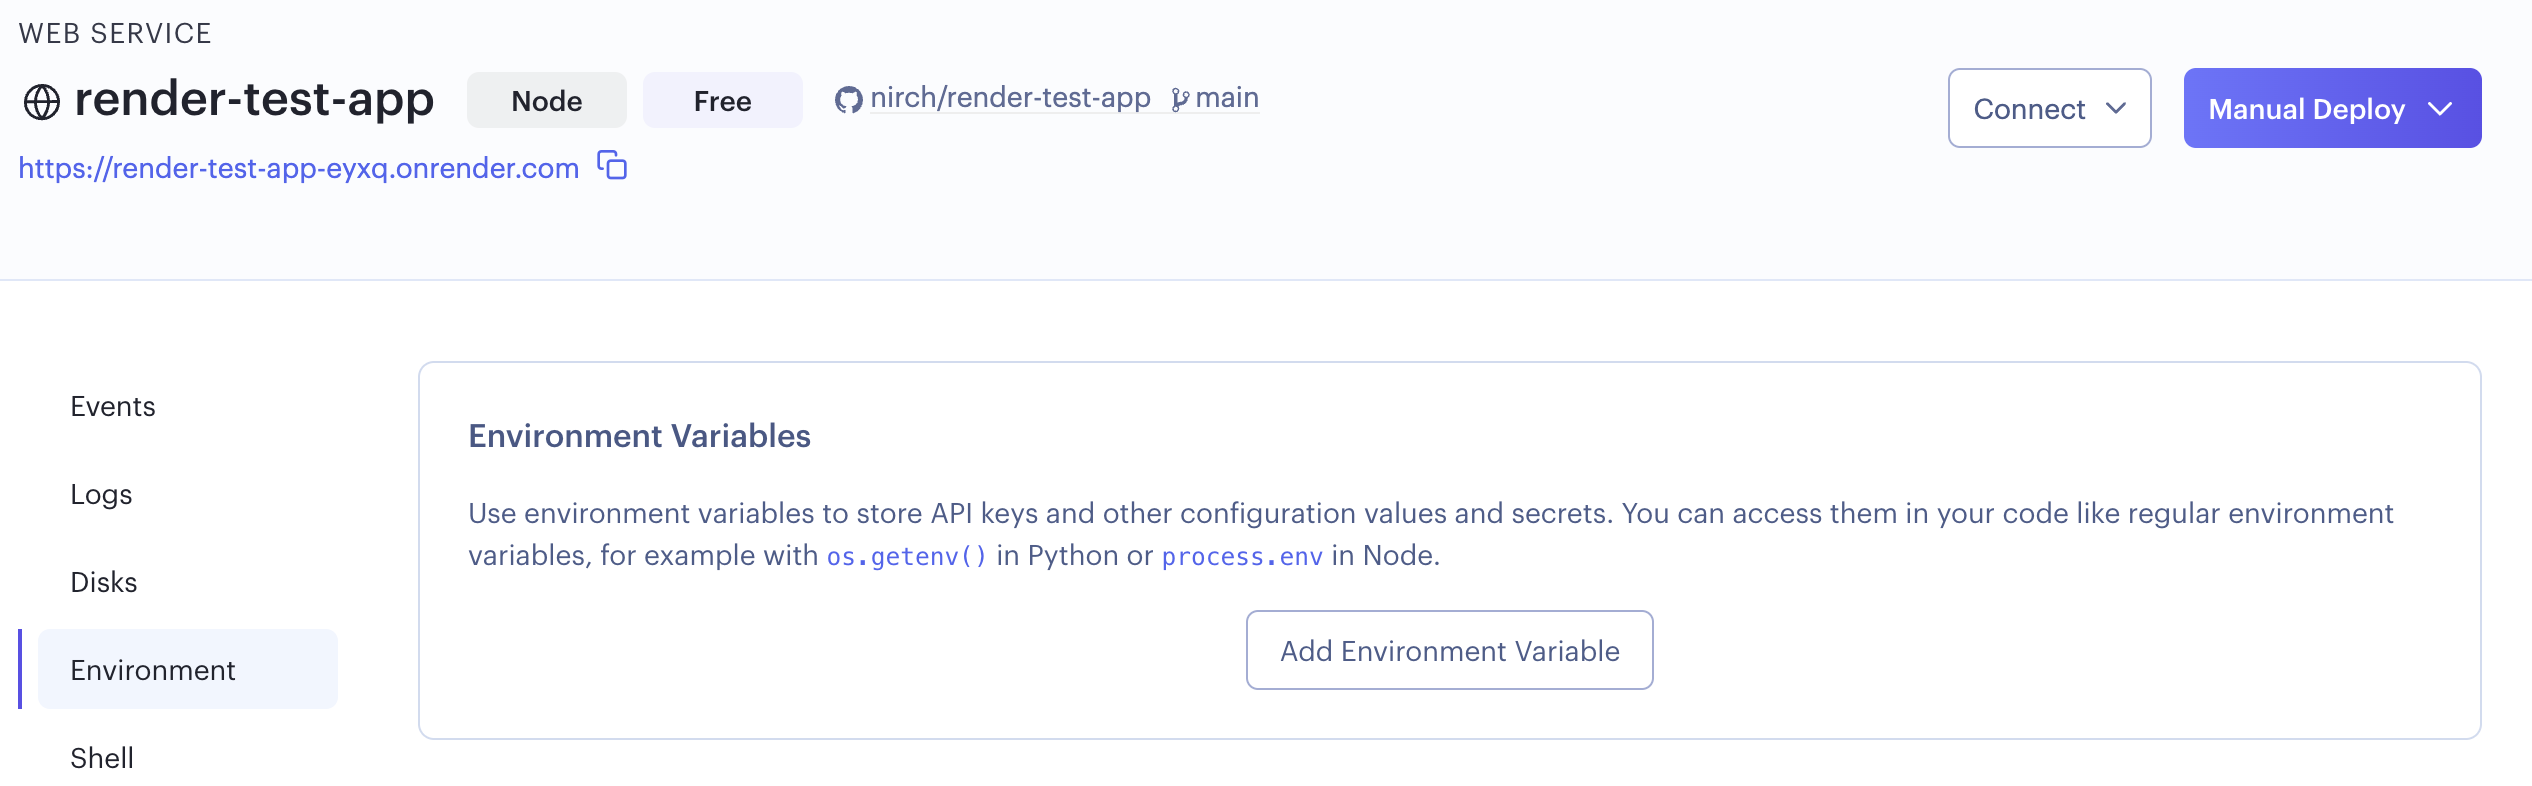 WEB SERVICE
render-test-app Node Free nirch/render-test-app main
https://render-test-app-eyxq.onrender.com
Connect Manual Deploy
Events
Logs
Disks
Environment
Shell
Environment Variables
Use environment variables to store API keys and other configuration values and secrets. You can access them in your code like regular environment
variables, for example with os.getenv() in Python or process.env in Node.
Add Environment Variable